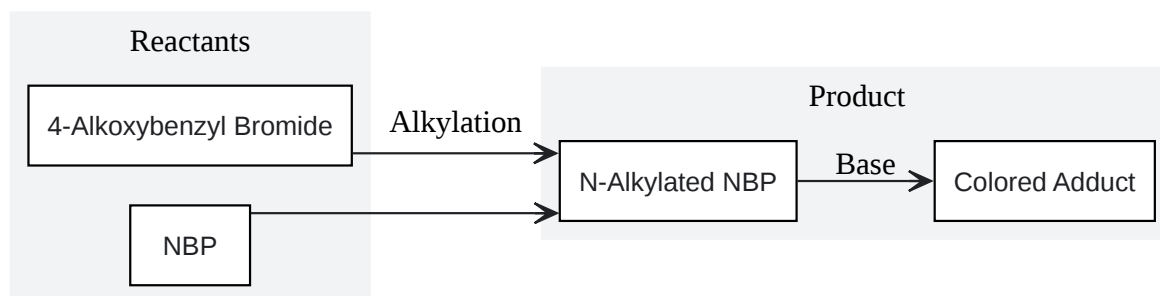 Reactants
4-Alkoxybenzyl Bromide
NBP
Alkylation
Product
N-Alkylated NBP
Base
Colored Adduct